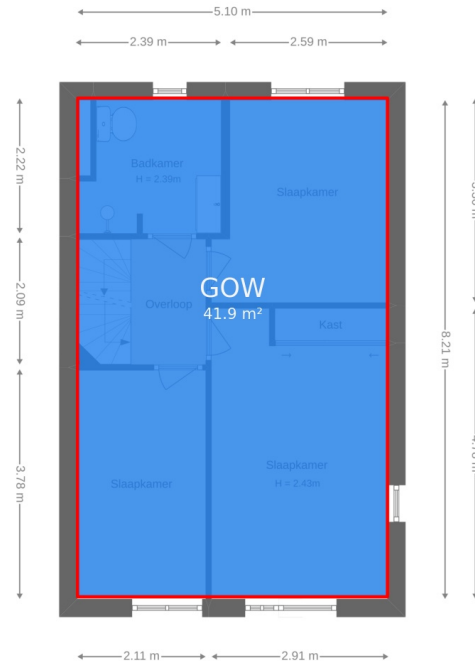 5.10 m
2.39 m
2.59 m
2.22 m
2.09 m
3.78 m
8.21 m
Badkamer
H = 2.39m
Slaapkamer
Overloop
GOW
41.9 m²
Kast
Slaapkamer
Slaapkamer
H = 2.43m
2.11 m
2.91 m